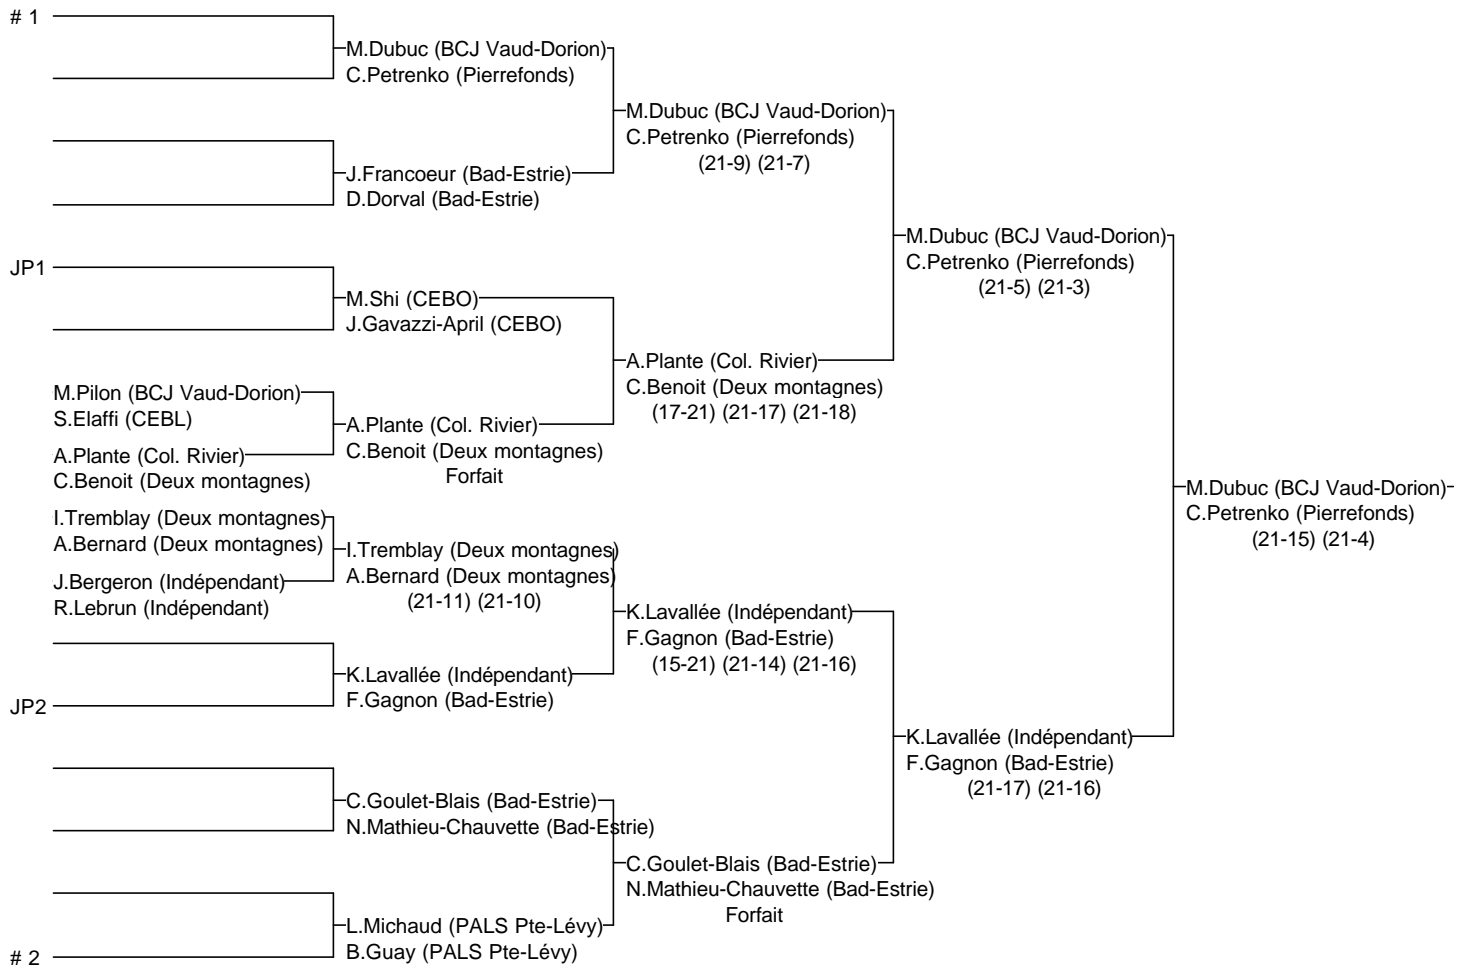 # 1
M.Dubuc (BCJ Vaud-Dorion)
C.Petrenko (Pierrefonds)
M.Dubuc (BCJ Vaud-Dorion)
C.Petrenko (Pierrefonds)
(21-9) (21-7)
J.Francoeur (Bad-Estrie)
D.Dorval (Bad-Estrie)
M.Dubuc (BCJ Vaud-Dorion)
C.Petrenko (Pierrefonds)
(21-5) (21-3)
JP1
M.Shi (CEBO)
J.Gavazzi-April (CEBO)
A.Plante (Col. Rivier)
C.Benoit (Deux montagnes)
(17-21) (21-17) (21-18)
M.Pilon (BCJ Vaud-Dorion)
S.Elaffi (CEBL)
A.Plante (Col. Rivier)
C.Benoit (Deux montagnes)
Forfait
A.Plante (Col. Rivier)
C.Benoit (Deux montagnes)
M.Dubuc (BCJ Vaud-Dorion)
C.Petrenko (Pierrefonds)
(21-15) (21-4)
I.Tremblay (Deux montagnes)
A.Bernard (Deux montagnes)
I.Tremblay (Deux montagnes)
A.Bernard (Deux montagnes)
(21-11) (21-10)
J.Bergeron (Indépendant)
R.Lebrun (Indépendant)
K.Lavallée (Indépendant)
F.Gagnon (Bad-Estrie)
(15-21) (21-14) (21-16)
K.Lavallée (Indépendant)
F.Gagnon (Bad-Estrie)
JP2
K.Lavallée (Indépendant)
F.Gagnon (Bad-Estrie)
(21-17) (21-16)
C.Goulet-Blais (Bad-Estrie)
N.Mathieu-Chauvette (Bad-Estrie)
C.Goulet-Blais (Bad-Estrie)
N.Mathieu-Chauvette (Bad-Estrie)
Forfait
L.Michaud (PALS Pte-Lévy)
B.Guay (PALS Pte-Lévy)
# 2